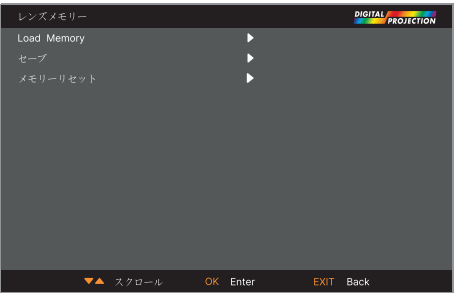 レンズメモリー
DIGITAL PROJECTION
Load Memory
セーブ
メモリーリセット
スクロール OK Enter EXIT Back